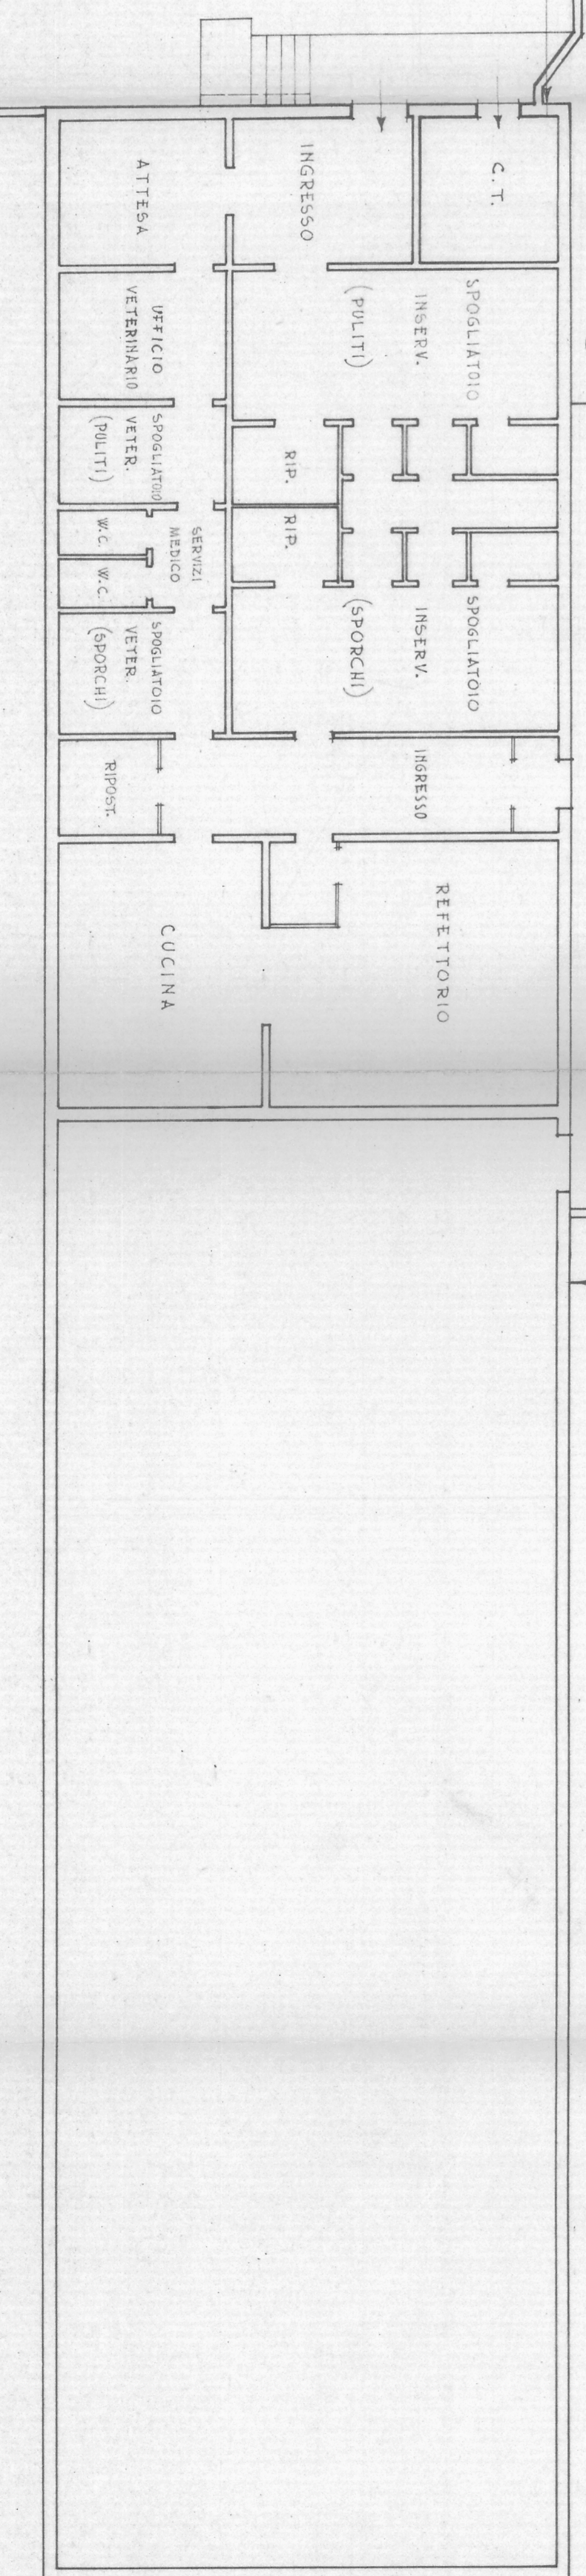 C. T.
INGRESSO
ATTESA
SPOGLIATOIO
INSERV.
(PULITI)
UFFICIO
VETERINARIO
RIP.
SPOGLIATOIO
VETER.
(PULITI)
RIP.
SERVIZI
MEDICO
W.C.
W.C.
SPOGLIATOIO
INSERV.
(SPORCHI)
SPOGLIATOIO
VETER.
(SPORCHI)
INGRESSO
RIPOST.
REFETTORIO
CUCINA